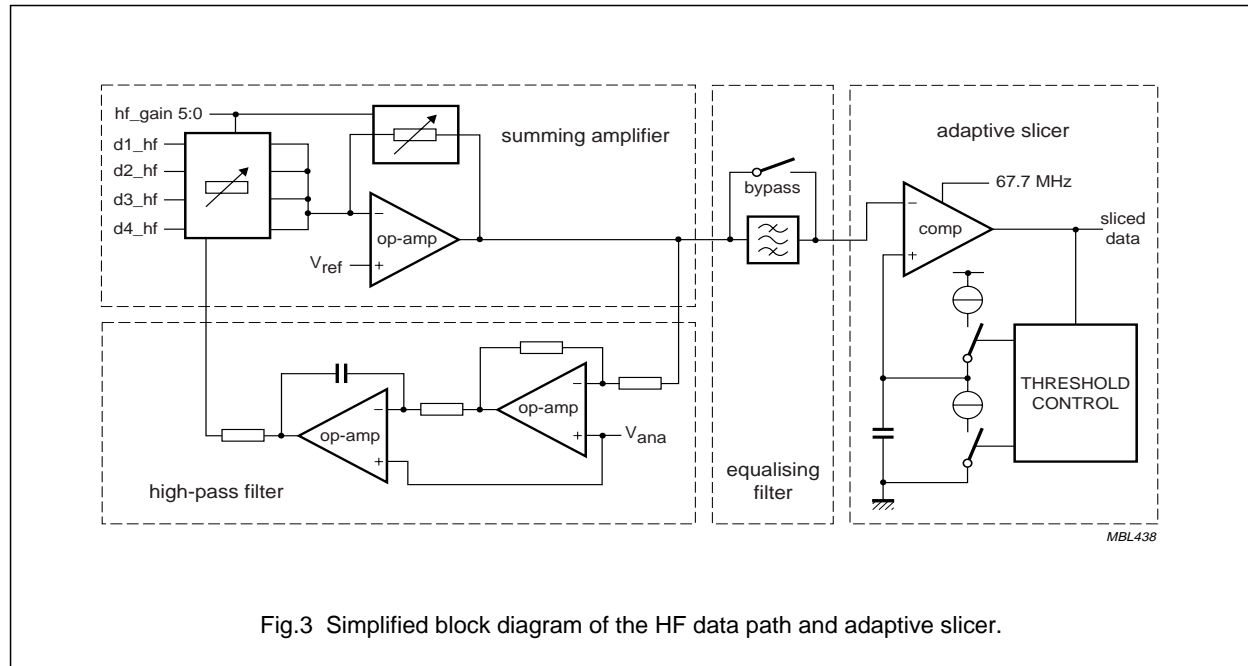 hf_gain 5:0
d1_hf
d2_hf
d3_hf
d4_hf
summing amplifier
−
op-amp
+
Vref
bypass
adaptive slicer
67.7 MHz
−
comp
+
sliced
data
THRESHOLD
CONTROL
−
op-amp
+
−
op-amp
+
Vana
high-pass filter
equalising
filter
MBL438
Fig.3 Simplified block diagram of the HF data path and adaptive slicer.